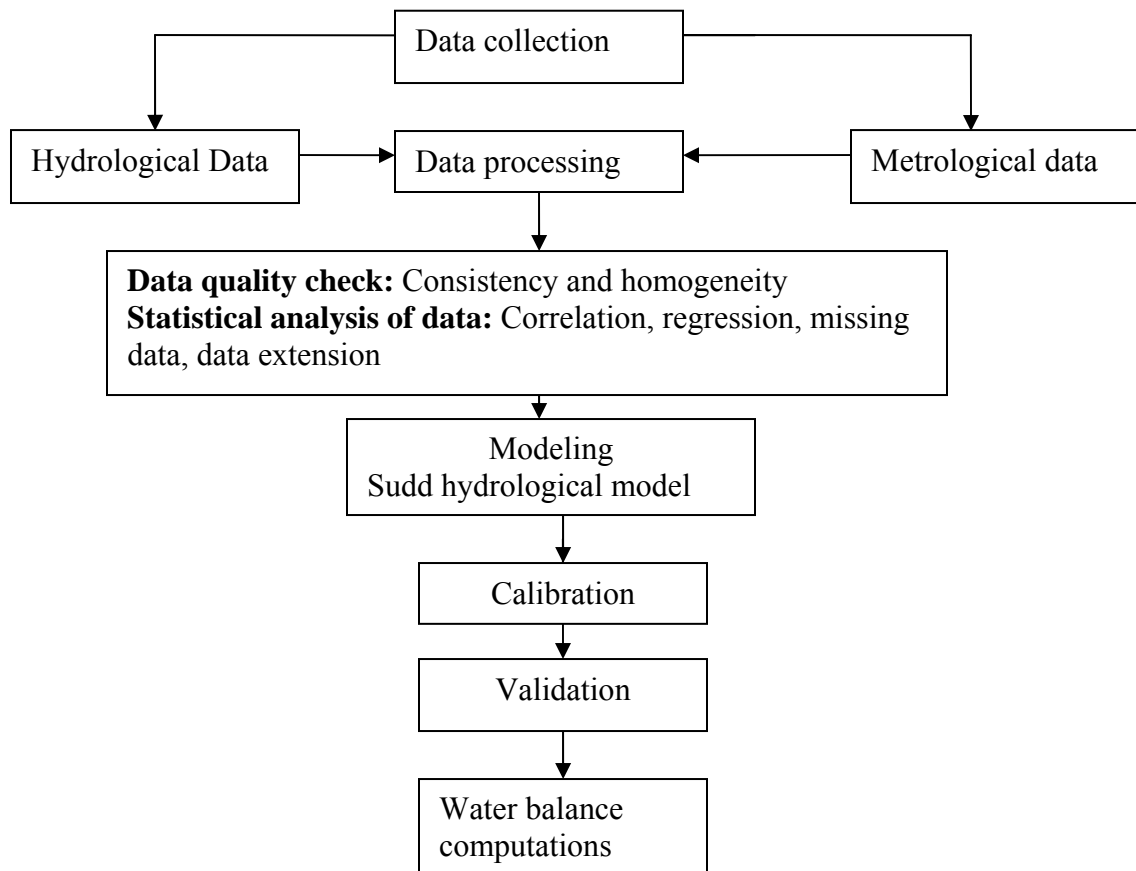 Data collection
Hydrological Data
Data processing
Metrological data
Data quality check: Consistency and homogeneity
Statistical analysis of data: Correlation, regression, missing
data, data extension
Modeling
Sudd hydrological model
Calibration
Validation
Water balance
computations